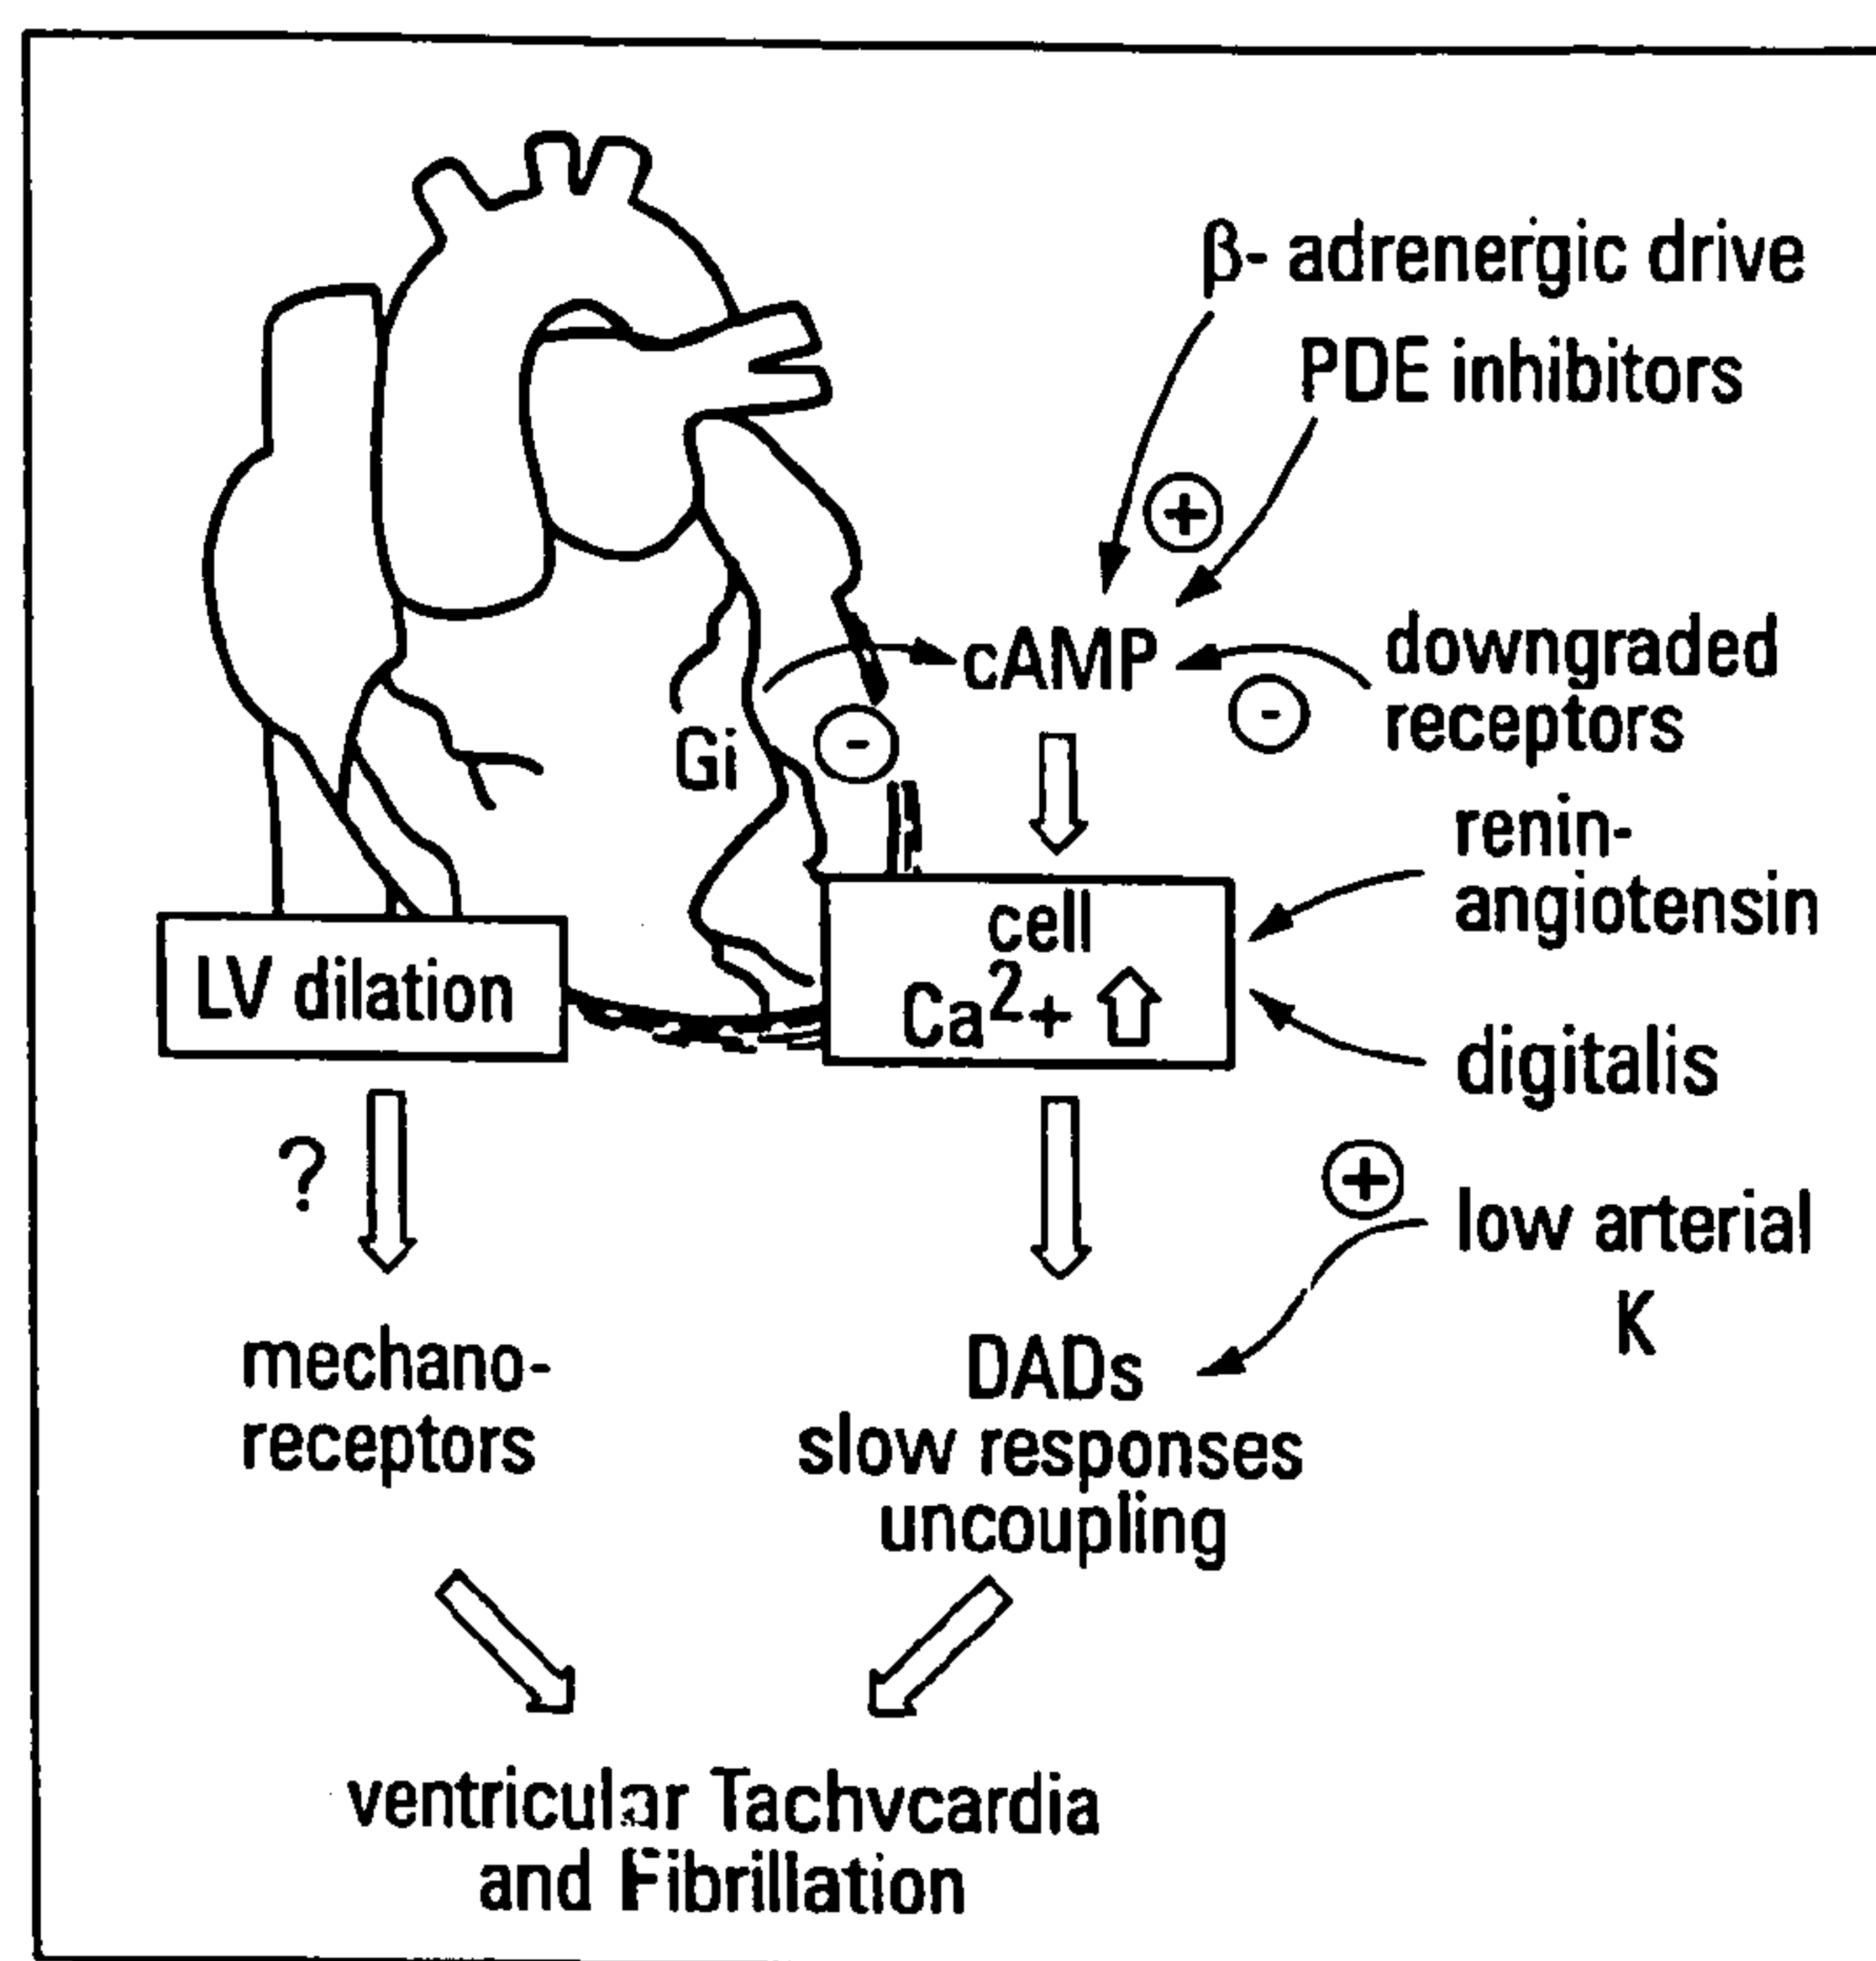 β- adrenergic drive
PDE inhibitors
+
cAMP
downgraded
receptors
-
Gi
-
renin-
angiotensin
cell
Ca2+ 
LV dilation
digitalis
?
+
low arterial
K
mechano-
receptors
DADs
slow responses
uncoupling
ventricular Tachvcardia
and Fibrillation